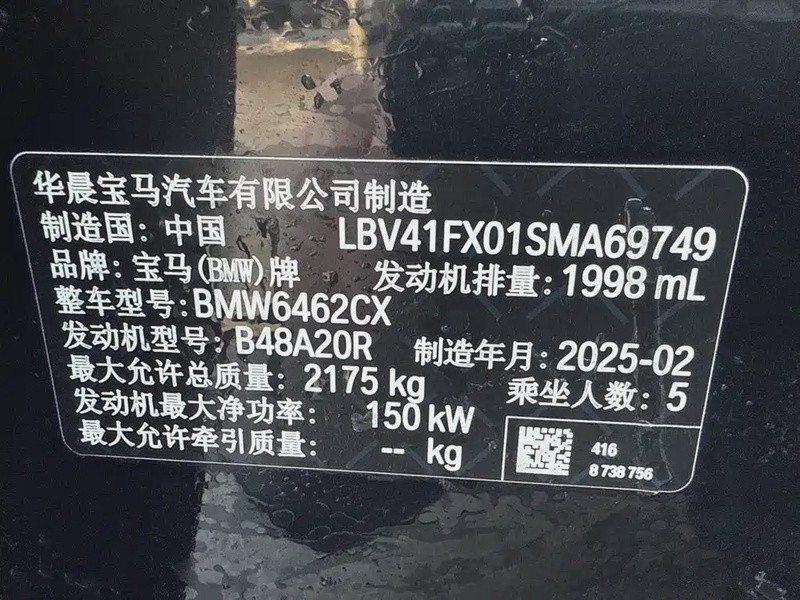 华晨宝马汽车有限公司制造
制造国: 中国 LBV41FX01SMA69749
品牌: 宝马(BMW)牌 发动机排量: 1998 mL
整车型号: BMW6462CX
发动机型号: B48A20R 制造年月: 2025-02
最大允许总质量: 2175 kg 乘坐人数: 5
发动机最大净功率: 150 kW
最大允许牵引质量: -- kg
416
8 738 756